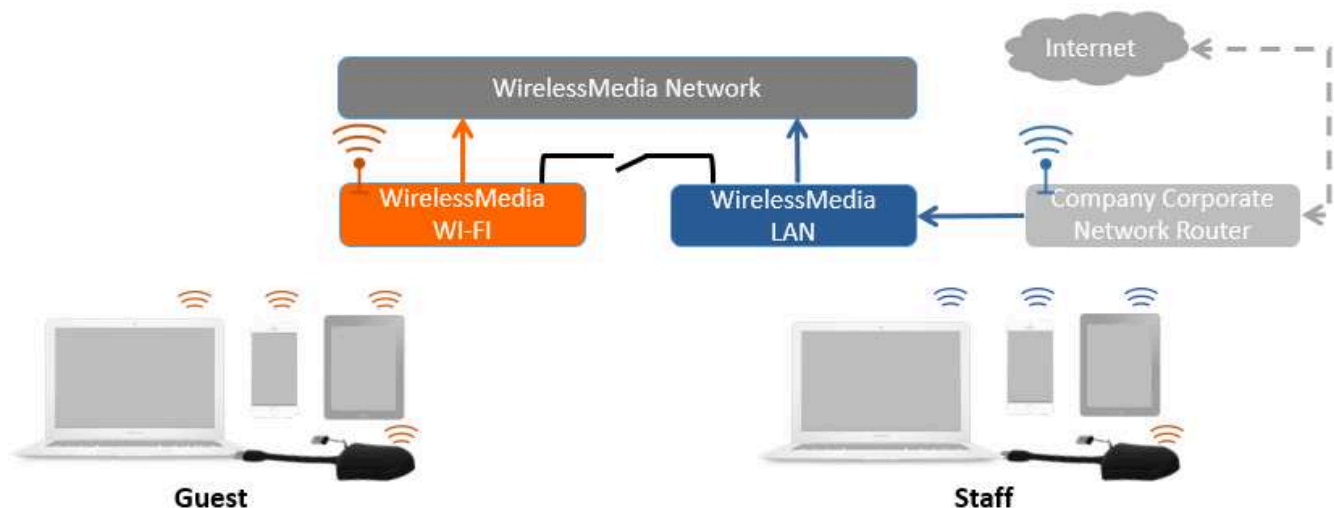 Internet
WirelessMedia Network
WirelessMedia
WI-FI
WirelessMedia
LAN
Company Corporate
Network Router
Guest
Staff